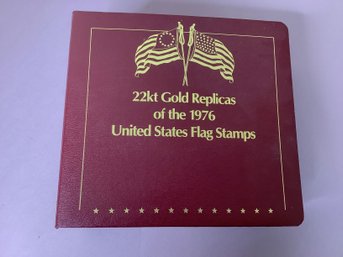 22kt Gold Replicas
of the 1976
United States Flag Stamps